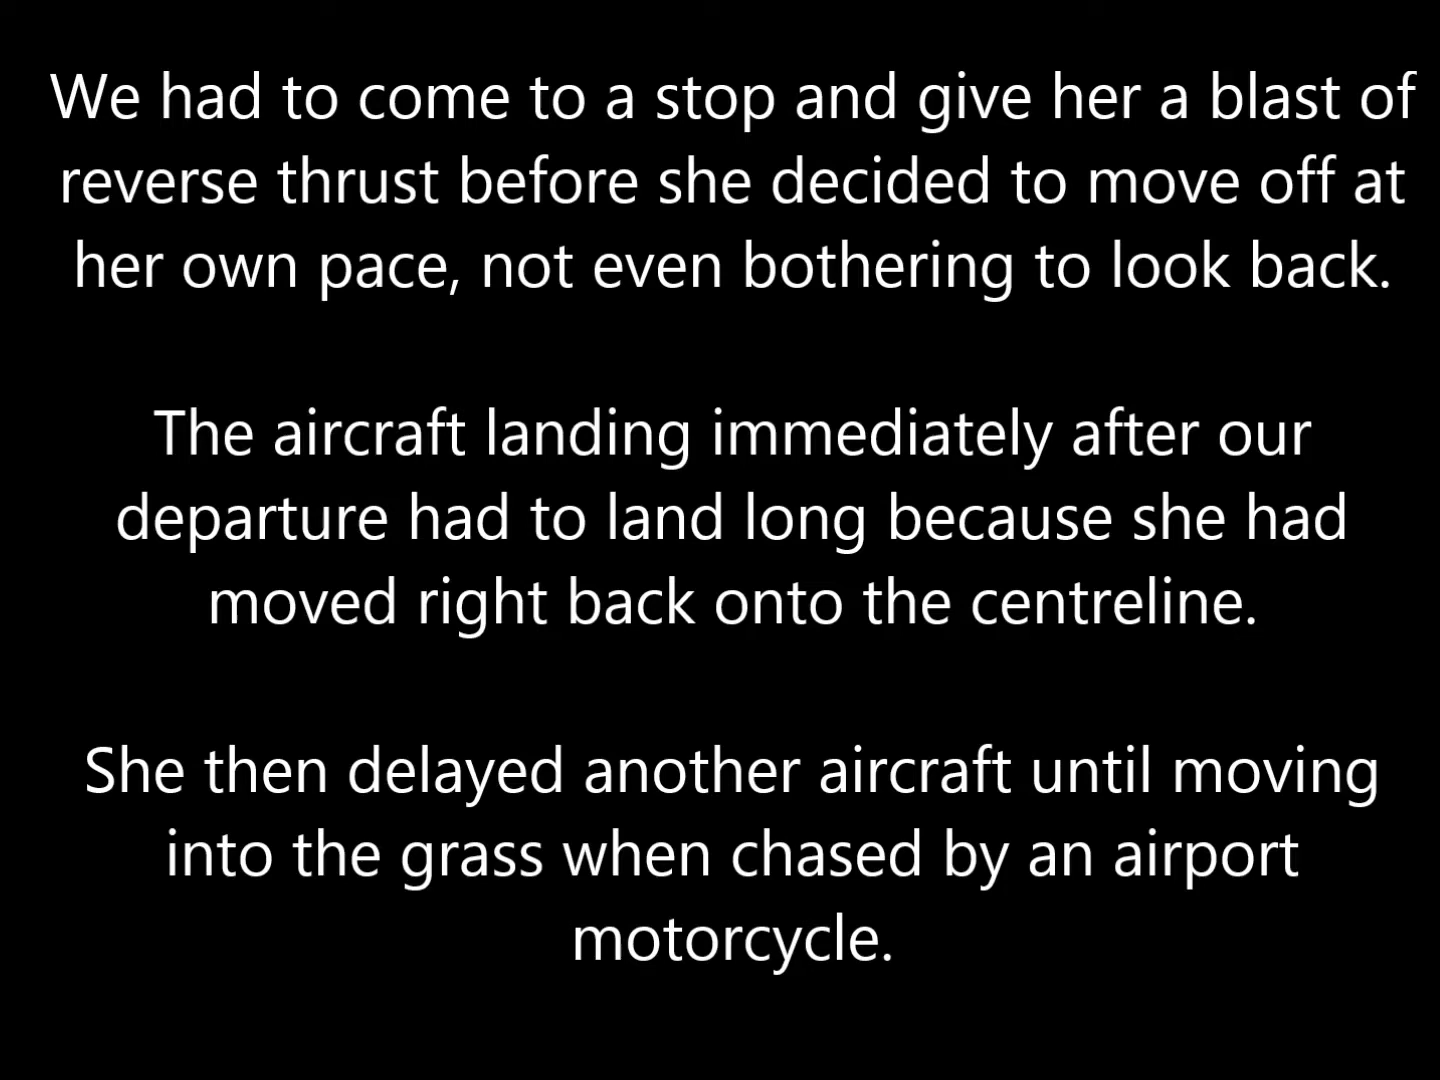 We had to come to a stop and give her a blast of
reverse thrust before she decided to move off at
her own pace, not even bothering to look back.
The aircraft landing immediately after our
departure had to land long because she had
moved right back onto the centreline.
She then delayed another aircraft until moving
into the grass when chased by an airport
motorcycle.